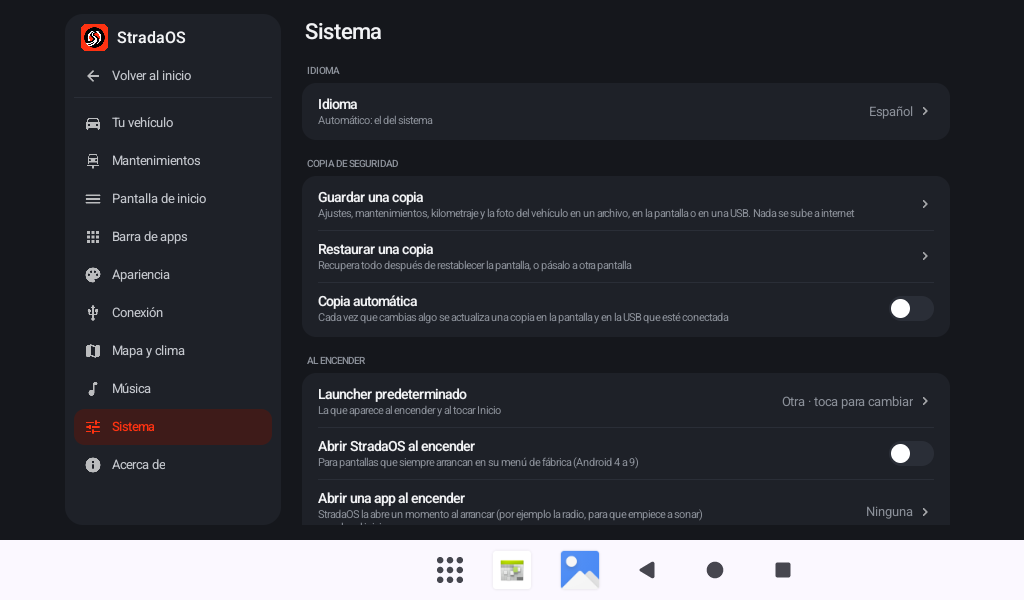 StradaOS
Volver al inicio
Tu vehículo
Mantenimientos
Pantalla de inicio
Barra de apps
Apariencia
Conexión
Mapa y clima
Música
Sistema
Acerca de
Sistema
IDIOMA
Idioma
Automático: el del sistema
Español
COPIA DE SEGURIDAD
Guardar una copia
Ajustes, mantenimientos, kilometraje y la foto del vehículo en un archivo, en la pantalla o en una USB. Nada se sube a internet
Restaurar una copia
Recupera todo después de restablecer la pantalla, o pásalo a otra pantalla
Copia automática
Cada vez que cambias algo se actualiza una copia en la pantalla y en la USB que esté conectada
AL ENCENDER
Launcher predeterminado
La que aparece al encender y al tocar Inicio
Otra · toca para cambiar
Abrir StradaOS al encender
Para pantallas que siempre arrancan en su menú de fábrica (Android 4 a 9)
Abrir una app al encender
StradaOS la abre un momento al arrancar (por ejemplo la radio, para que empiece a sonar)
Ninguna